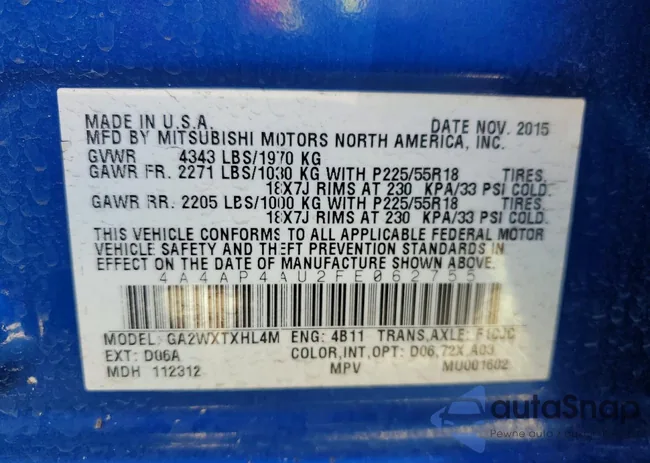 MADE IN U.S.A. DATE NOV. 2015
MFD BY MITSUBISHI MOTORS NORTH AMERICA, INC.
GVWR 4343 LBS/1970 KG
GAWR FR. 2271 LBS/1030 KG WITH P225/55R18 TIRES,
18X7J RIMS AT 230 KPA/33 PSI COLD.
GAWR RR. 2205 LBS/1000 KG WITH P225/55R18 TIRES,
18X7J RIMS AT 230 KPA/33 PSI COLD.
THIS VEHICLE CONFORMS TO ALL APPLICABLE FEDERAL MOTOR
VEHICLE SAFETY AND THEFT PREVENTION STANDARDS IN
EFFECT ON THE DATE OF MANUFACTURE SHOWN ABOVE.
4A4AP4AU2FE062755
MODEL: GA2WXTXHL4M ENG: 4B11 TRANS,AXLE: F1CJC
EXT: D06A COLOR,INT,OPT: D06,72X,A03
MDH 112312 MPV MU001602
autoSnap
Pewne auto z